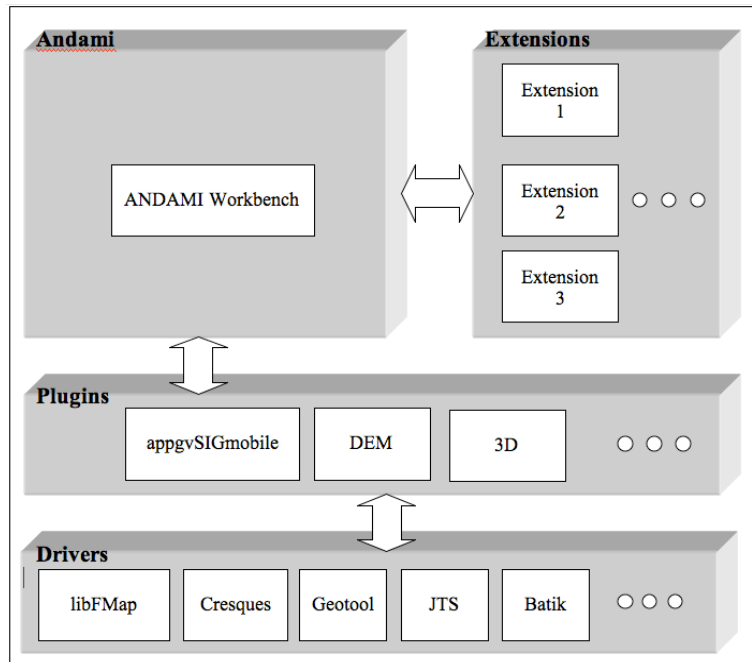 Andami
ANDAMI Workbench
Extensions
Extension
1
Extension
2
Extension
3
Plugins
appgvSIGmobile
DEM
3D
Drivers
libFMap
Cresques
Geotool
JTS
Batik